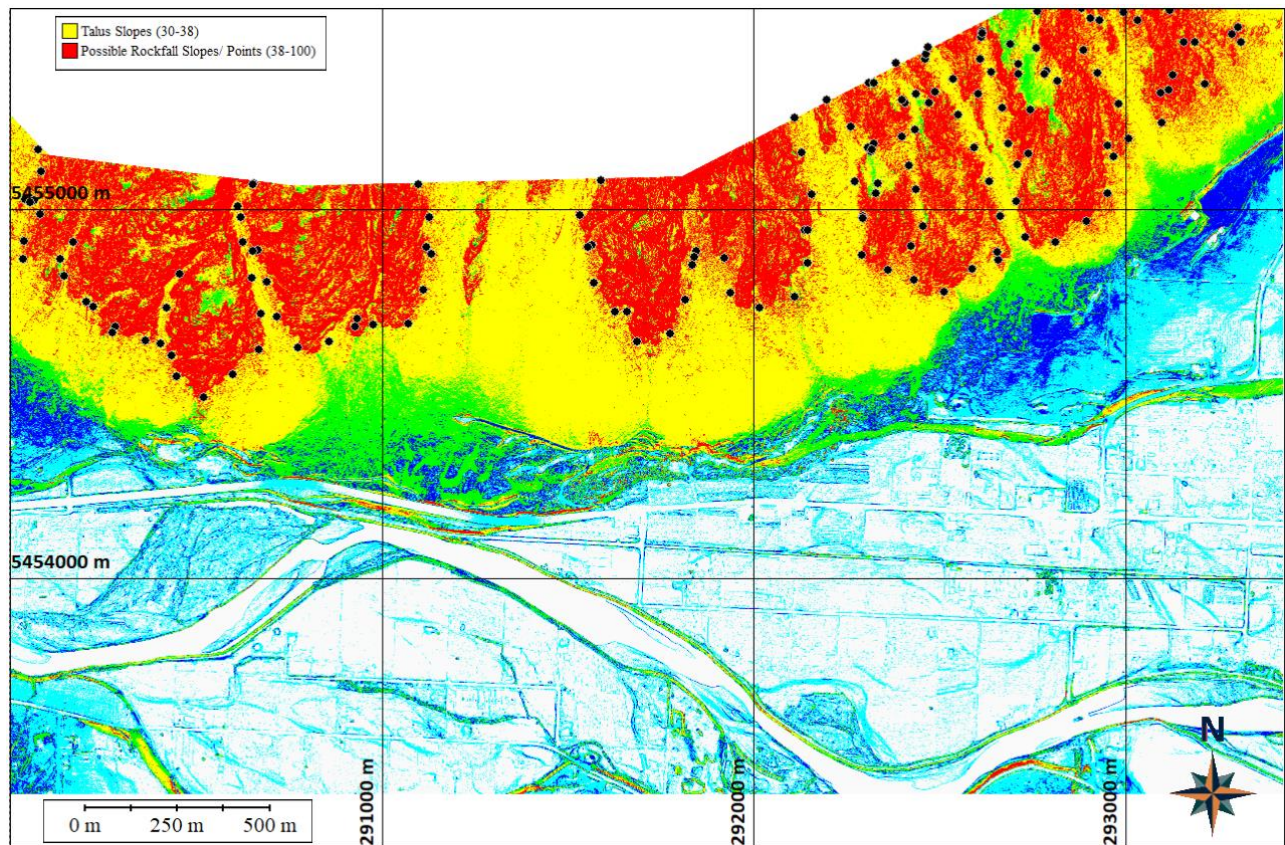 Talus Slopes (30-38)
Possible Rockfall Slopes/ Points (38-100)
5455000 m
5454000 m
291000 m
292000 m
293000 m
N
0 m 250 m 500 m